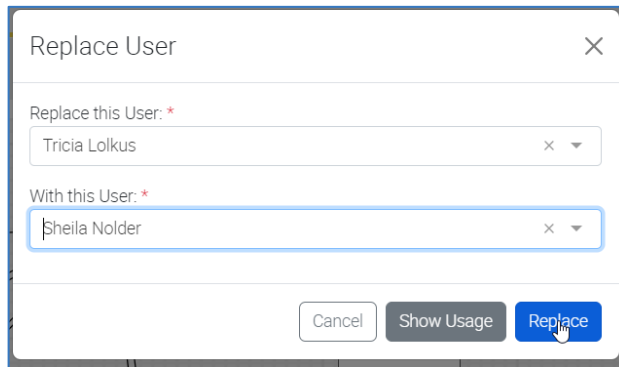 Replace User
Replace this User: *
Tricia Lolkus
With this User: *
Sheila Nolder
Cancel Show Usage Replace